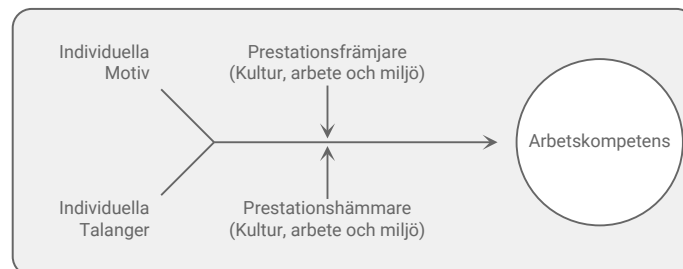 Individuella
Motiv
Prestationsfrämjare
(Kultur, arbete och miljö)
Arbetskompetens
Individuella
Talanger
Prestationshämmare
(Kultur, arbete och miljö)